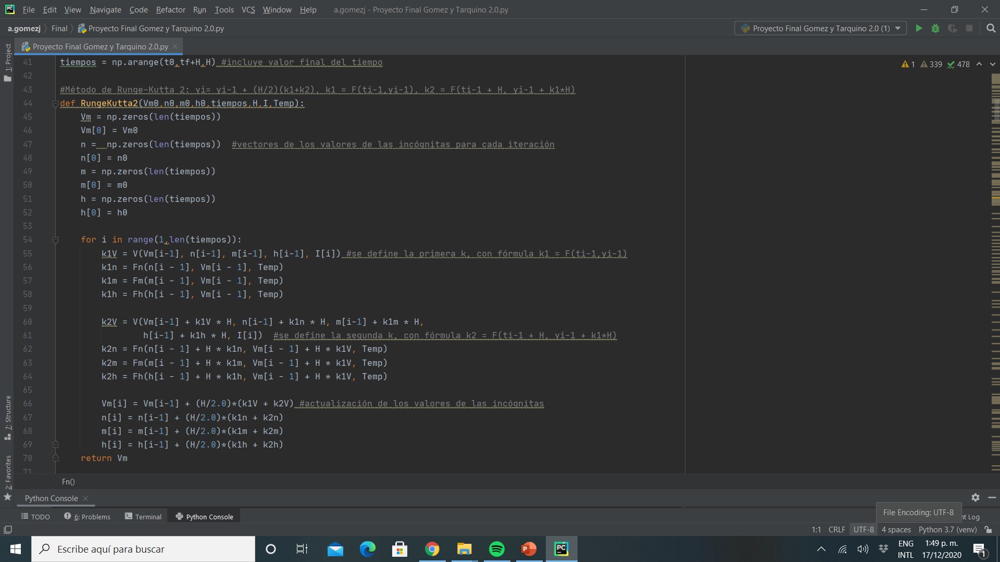 PC File Edit View Navigate Code Refactor Run Tools VCS Window Help a.gomezj - Proyecto Final Gomez y Tarquino 2.0.py
a.gomezj Final Proyecto Final Gomez y Tarquino 2.0.py Proyecto Final Gomez y Tarquino 2.0 (1)
Proyecto Final Gomez y Tarquino 2.0.py
1: Project
1 339 478
41 tiempos = np.arange(t0,tf+H,H) #incluye valor final del tiempo
42
43 #Método de Runge-Kutta 2: yi= yi-1 + (H/2)(k1+k2), k1 = F(ti-1,yi-1), k2 = F(ti-1 + H, yi-1 + k1*H)
44 def RungeKutta2(Vm0,n0,m0,h0,tiempos,H,I,Temp):
45 Vm = np.zeros(len(tiempos))
46 Vm[0] = Vm0
47 n =  np.zeros(len(tiempos))  #vectores de los valores de las incógnitas para cada iteración
48 n[0] = n0
49 m = np.zeros(len(tiempos))
50 m[0] = m0
51 h = np.zeros(len(tiempos))
52 h[0] = h0
53
54 for i in range(1,len(tiempos)):
55 k1V = V(Vm[i-1], n[i-1], m[i-1], h[i-1], I[i]) #se define la primera k, con fórmula k1 = F(ti-1,yi-1)
56 k1n = Fn(n[i - 1], Vm[i - 1], Temp)
57 k1m = Fm(m[i - 1], Vm[i - 1], Temp)
58 k1h = Fh(h[i - 1], Vm[i - 1], Temp)
59
60 k2V = V(Vm[i-1] + k1V * H, n[i-1] + k1n * H, m[i-1] + k1m * H,
61 h[i-1] + k1h * H, I[i])  #se define la segunda k, con fórmula k2 = F(ti-1 + H, yi-1 + k1*H)
62 k2n = Fn(n[i - 1] + H * k1n, Vm[i - 1] + H * k1V, Temp)
63 k2m = Fm(m[i - 1] + H * k1m, Vm[i - 1] + H * k1V, Temp)
64 k2h = Fh(h[i - 1] + H * k1h, Vm[i - 1] + H * k1V, Temp)
65
66 Vm[i] = Vm[i-1] + (H/2.0)*(k1V + k2V) #actualización de los valores de las incógnitas
67 n[i] = n[i-1] + (H/2.0)*(k1n + k2n)
68 m[i] = m[i-1] + (H/2.0)*(k1m + k2m)
69 h[i] = h[i-1] + (H/2.0)*(k1h + k2h)
70 return Vm
71
7: Structure
2: Favorites
Fn()
Python Console
TODO 6: Problems Terminal Python Console
File Encoding: UTF-8
nt Log
1:1 CRLF UTF-8 4 spaces Python 3.7 (venv)
Escribe aquí para buscar
P
PC
ENG
INTL
1:49 p. m.
17/12/2020
1